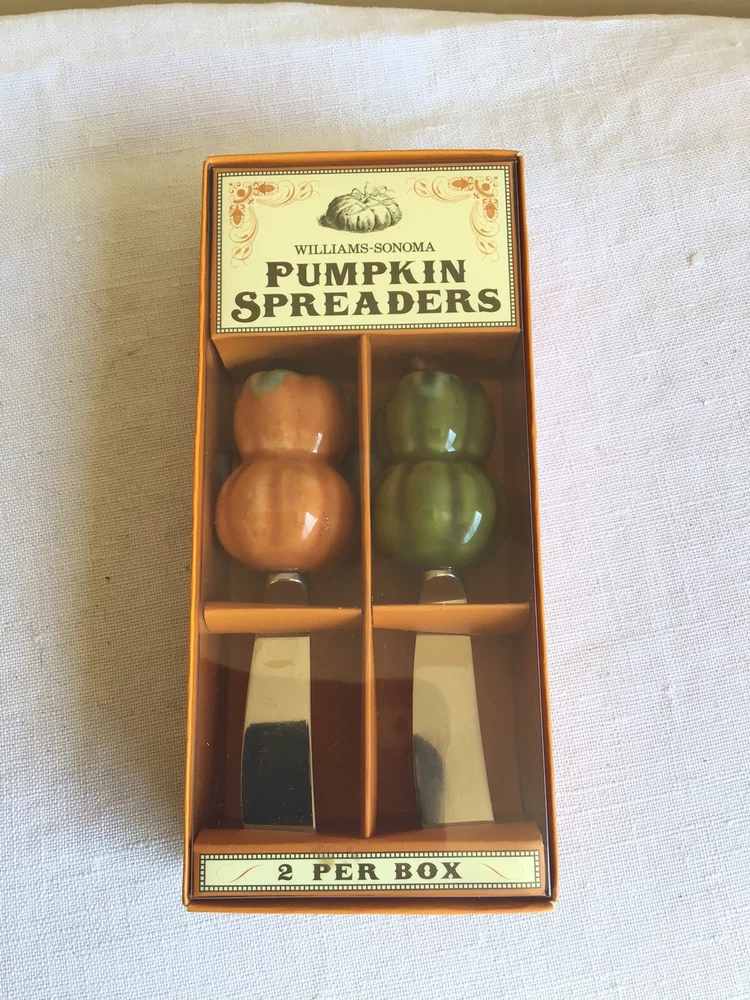 WILLIAMS-SONOMA
PUMPKIN
SPREADERS
2 PER BOX